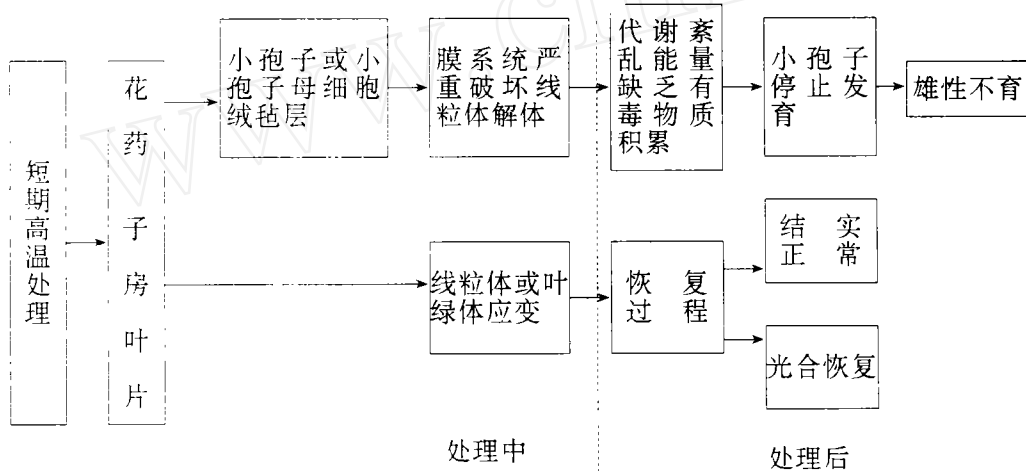 短期高温处理
花药子房叶片
小孢子或小
孢子母细胞
绒毡层
膜系统严
重破坏线
粒体解体
代谢紊
乱能量
缺乏有
毒物质
积累
小孢子
停止发
育
雄性不育
线粒体或叶
绿体应变
恢复
过程
结实
正常
光合恢复
处理中
处理后